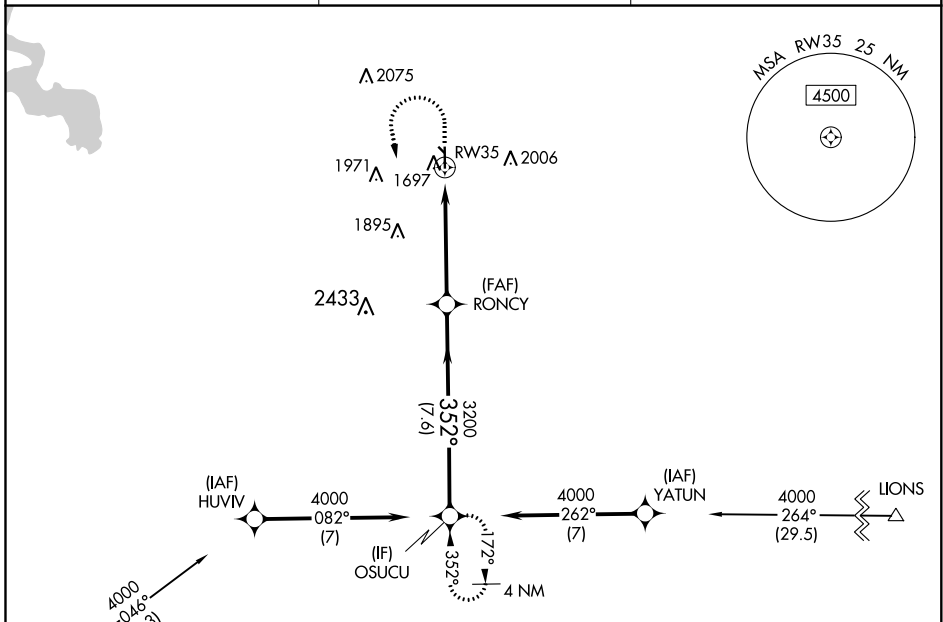 MSA RW35 25 NM
4500
2075
RW35
2006
1971
1697
1895
(FAF)
RONCY
2433
3200
352°
(7.6)
(IAF)
HUVIV
4000
082°
(7)
(IAF)
YATUN
4000
262°
(7)
LIONS
4000
264°
(29.5)
(IF)
OSUCU
352°
172°
4 NM
4000
046°